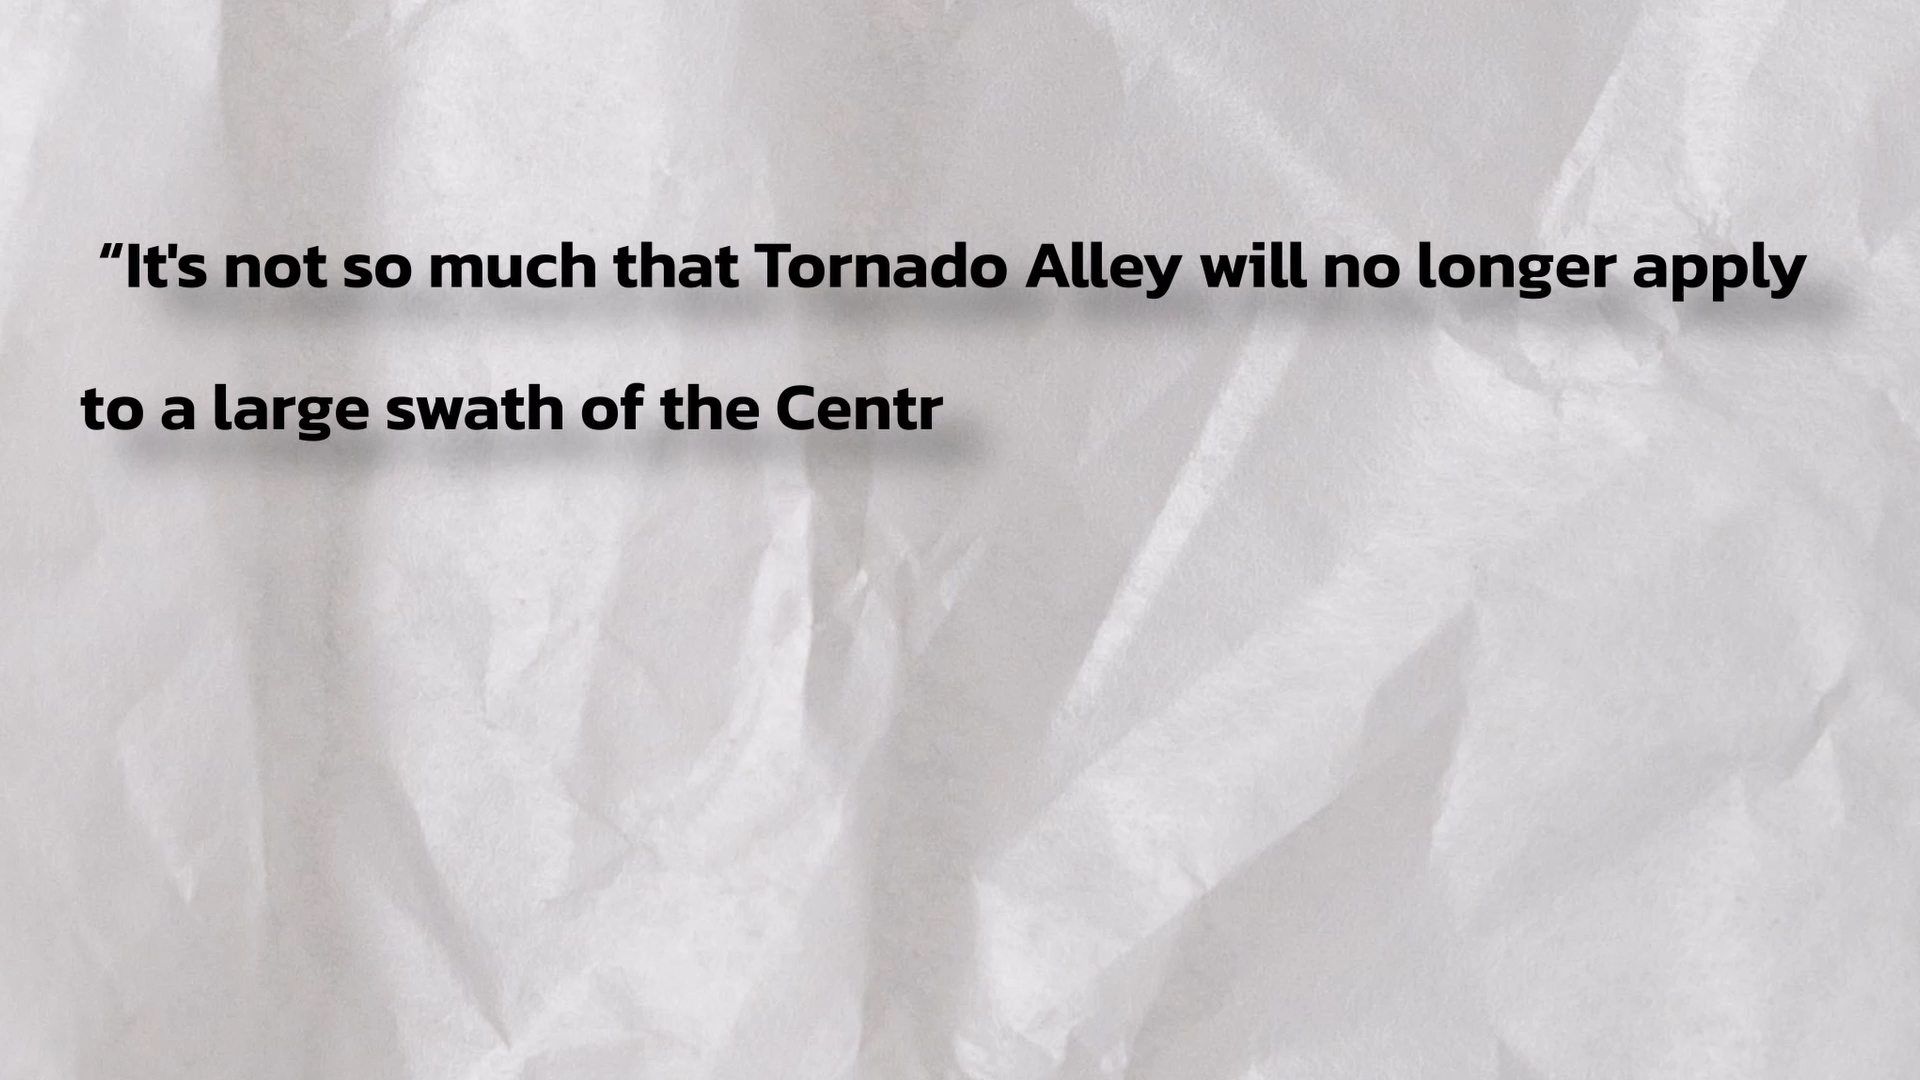 “It's not so much that Tornado Alley will no longer apply
to a large swath of the Centr